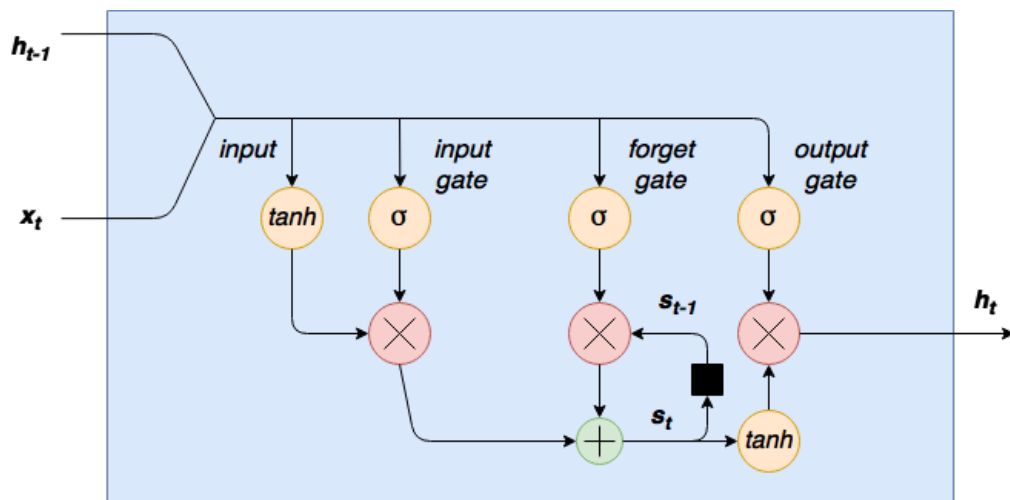 h_{t-1}
input
input
gate
forget
gate
output
gate
x_t
tanh
σ
σ
σ
s_{t-1}
h_t
s_t
tanh